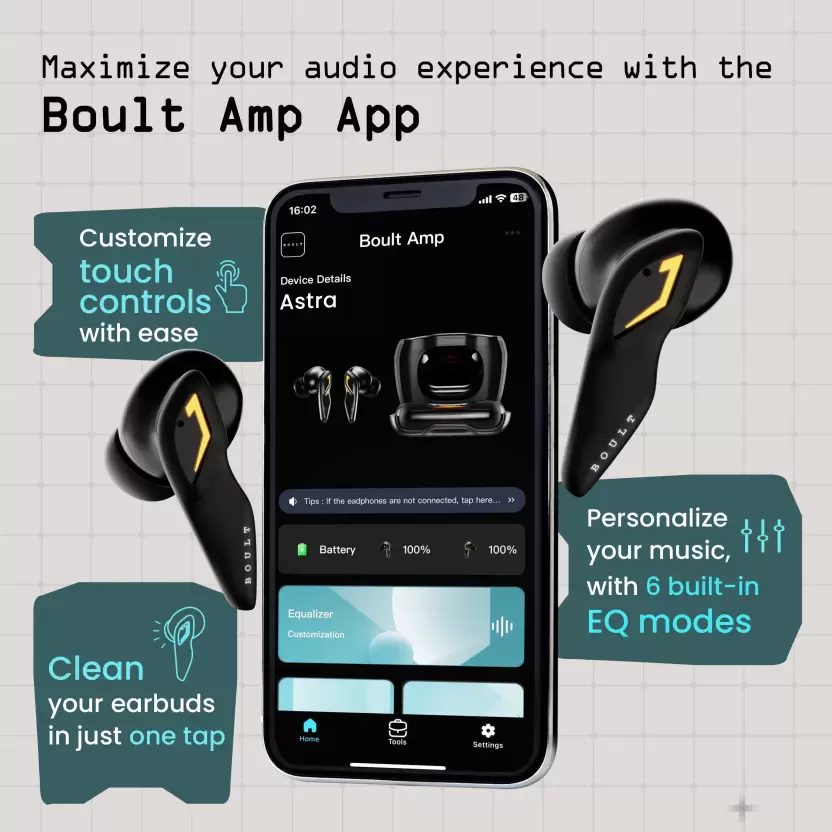 Maximize your audio experience with the
Boult Amp App
Customize
touch
controls
with ease
16:02
48
BOULT
Boult Amp
Device Details
Astra
Tips : If the eadphones are not connected, tap here... »
Battery
100%
100%
Equalizer
Customization
Home
Tools
Settings
BOULT
BOULT
Personalize
your music,
with 6 built-in
EQ modes
Clean
your earbuds
in just one tap